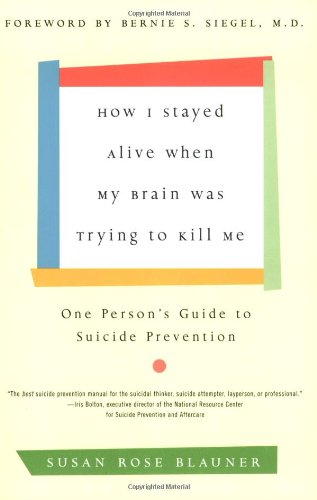 FOREWORD BY BERNIE S. SIEGEL, M.D.
HOW I STAYED
ALIVE WHEN
MY BRAIN WAS
TRYING TO KILL ME
One Person's Guide to
Suicide Prevention
"The best suicide prevention manual for the suicidal thinker, suicide attempter, layperson, or professional."
—Iris Bolton, executive director of the National Resource Center
for Suicide Prevention and Aftercare
SUSAN ROSE BLAUNER